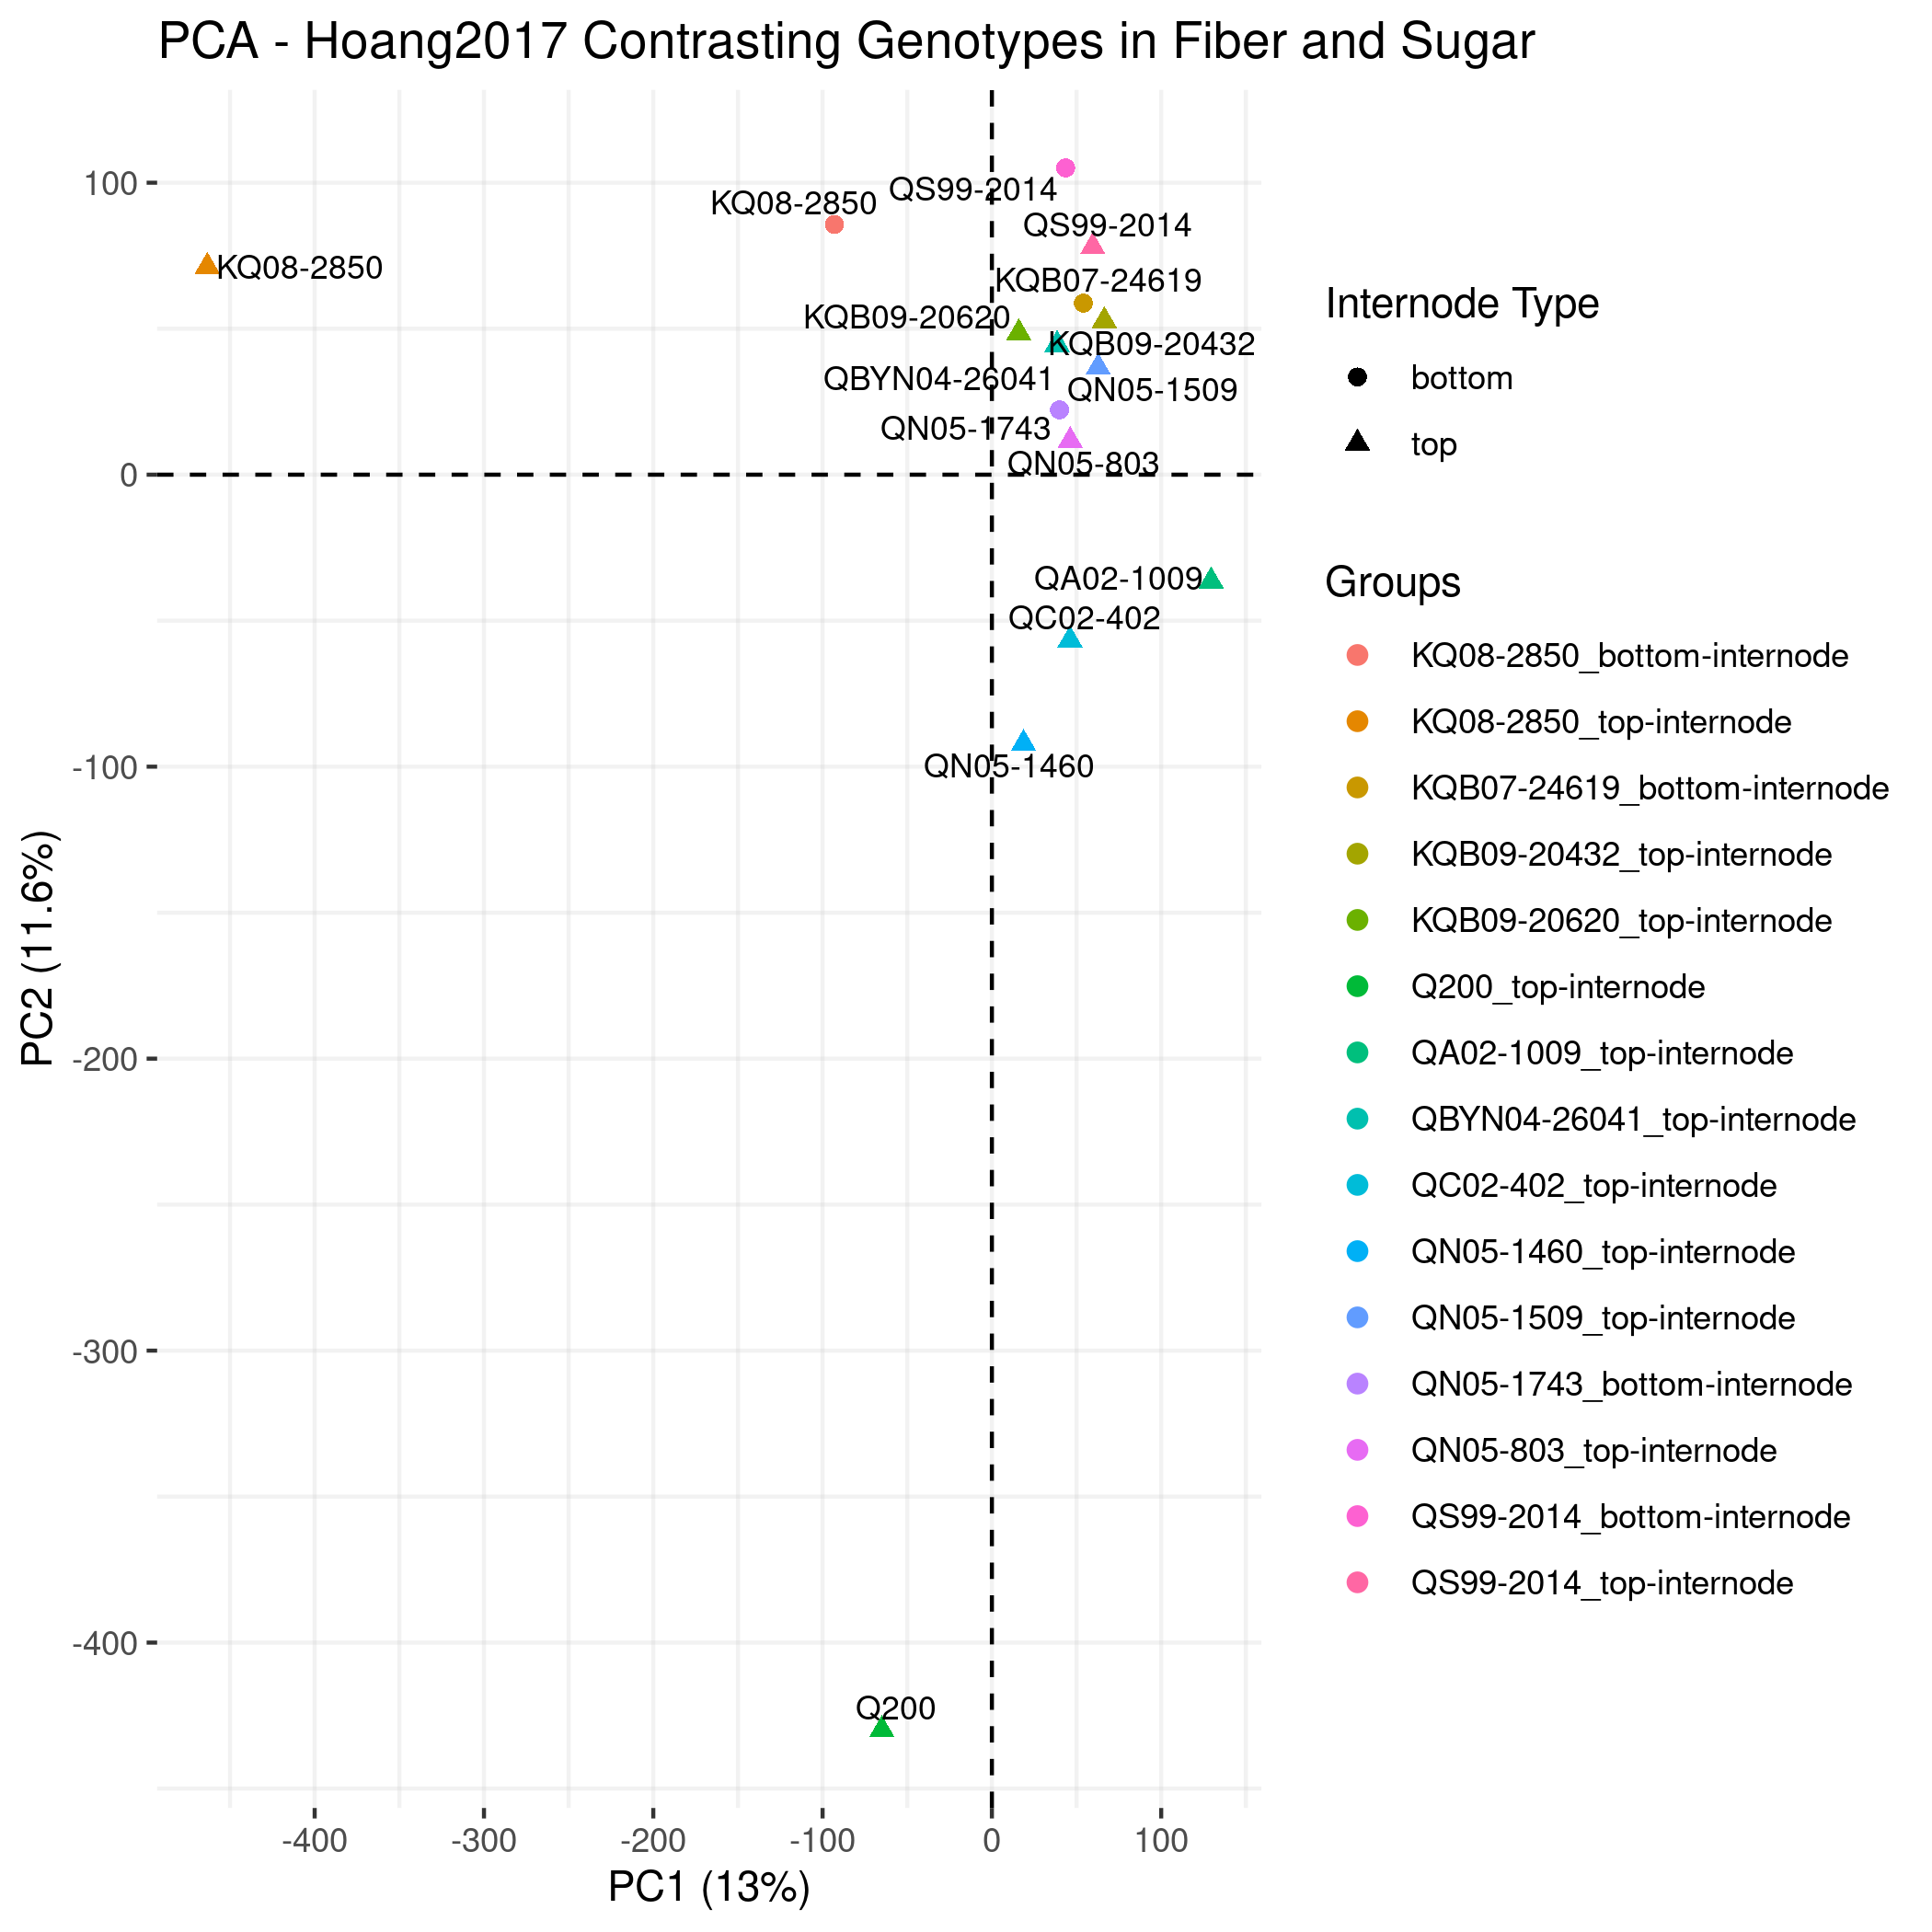 PCA - Hoang2017 Contrasting Genotypes in Fiber and Sugar
PC2 (11.6%)
100
0
-100
-200
-300
-400
QS99-2014
KQ08-2850
QS99-2014
KQ08-2850
KQB07-24619
KQB09-20620
KQB09-20432
QBYN04-26041
QN05-1509
QN05-1743
QN05-803
QA02-1009
QC02-402
QN05-1460
Q200
-400
-300
-200
-100
0
100
PC1 (13%)
Internode Type
bottom
top
Groups
KQ08-2850_bottom-internode
KQ08-2850_top-internode
KQB07-24619_bottom-internode
KQB09-20432_top-internode
KQB09-20620_top-internode
Q200_top-internode
QA02-1009_top-internode
QBYN04-26041_top-internode
QC02-402_top-internode
QN05-1460_top-internode
QN05-1509_top-internode
QN05-1743_bottom-internode
QN05-803_top-internode
QS99-2014_bottom-internode
QS99-2014_top-internode